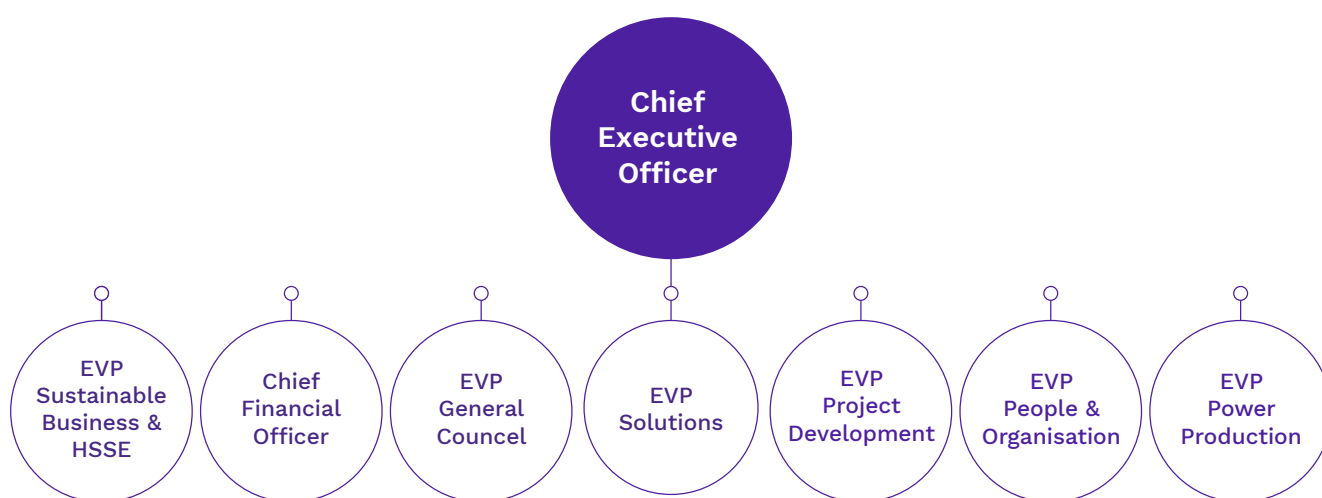 Chief
Executive
Officer
EVP
Sustainable
Business &
HSSE
Chief
Financial
Officer
EVP
General
Councel
EVP
Solutions
EVP
Project
Development
EVP
People &
Organisation
EVP
Power
Production